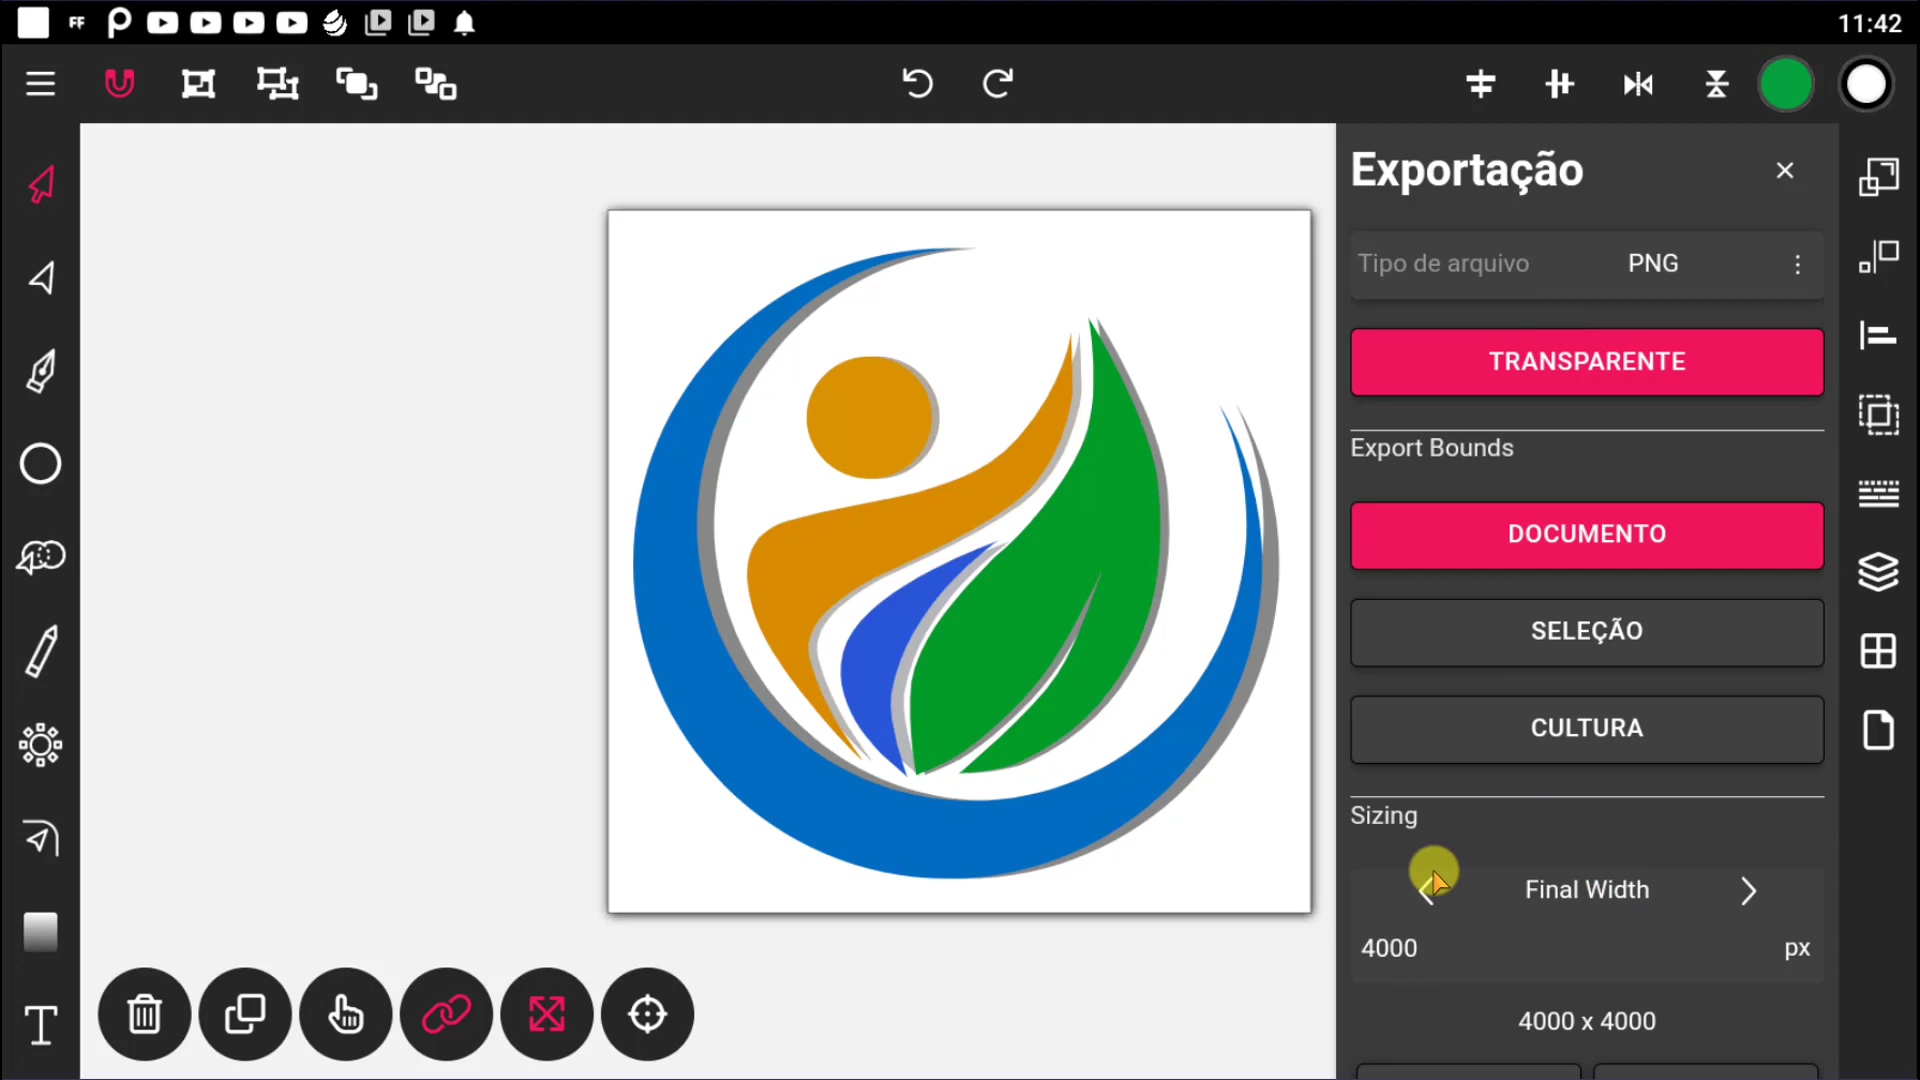 FF
11:42
Exportação
Tipo de arquivo PNG
TRANSPARENTE
Export Bounds
DOCUMENTO
SELEÇÃO
CULTURA
Sizing
Final Width
4000 px
4000 x 4000